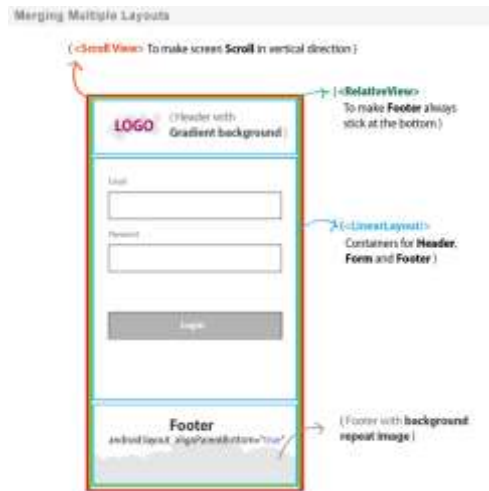 Merging Multiple Layouts
( <Scroll View> To make screen Scroll in vertical direction )
( <RelativeView>
To make Footer always
stick at the bottom )
LOGO
( Header with
Gradient background )
Email
Password
(<LinearLayout>
Containers for Header,
Form and Footer )
Login
Footer
android:layout_alignParentBottom="true"
( Footer with background
repeat image )